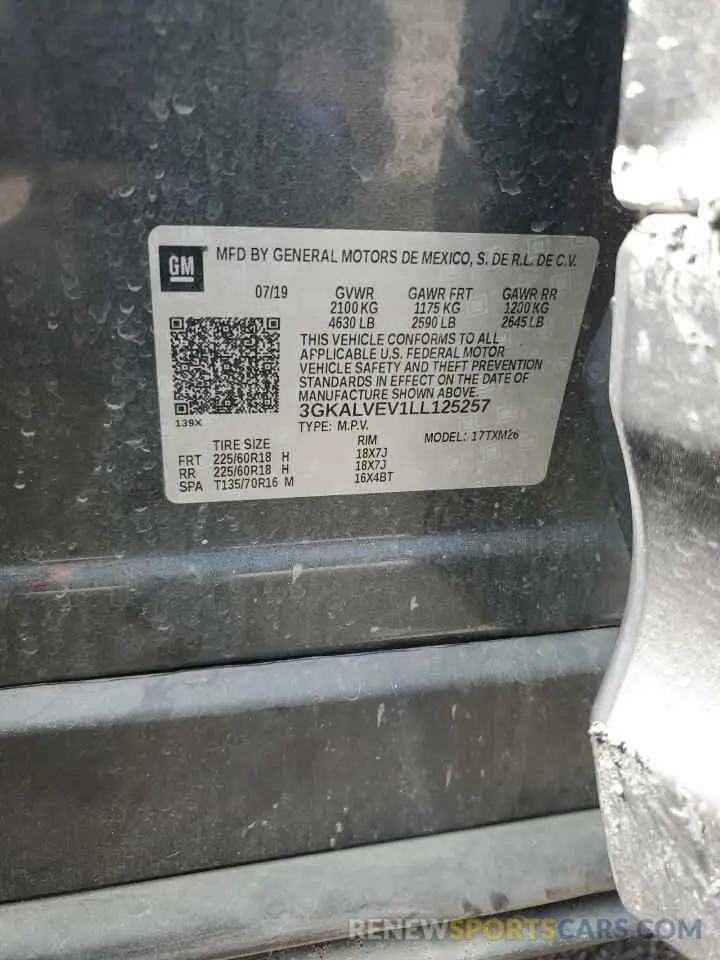 GM MFD BY GENERAL MOTORS DE MEXICO, S. DE R.L. DE C.V.
07/19 GVWR GAWR FRT GAWR RR
2100 KG 1175 KG 1200 KG
4630 LB 2590 LB 2645 LB
THIS VEHICLE CONFORMS TO ALL
APPLICABLE U.S. FEDERAL MOTOR
VEHICLE SAFETY AND THEFT PREVENTION
STANDARDS IN EFFECT ON THE DATE OF
MANUFACTURE SHOWN ABOVE.
3GKALVEV1LL125257
139X
TYPE: M.P.V. MODEL: 17TXM26
TIRE SIZE RIM
FRT 225/60R18 H 18X7J
RR 225/60R18 H 18X7J
SPA T135/70R16 M 16X4BT
RENEWSPORTSCARS.COM